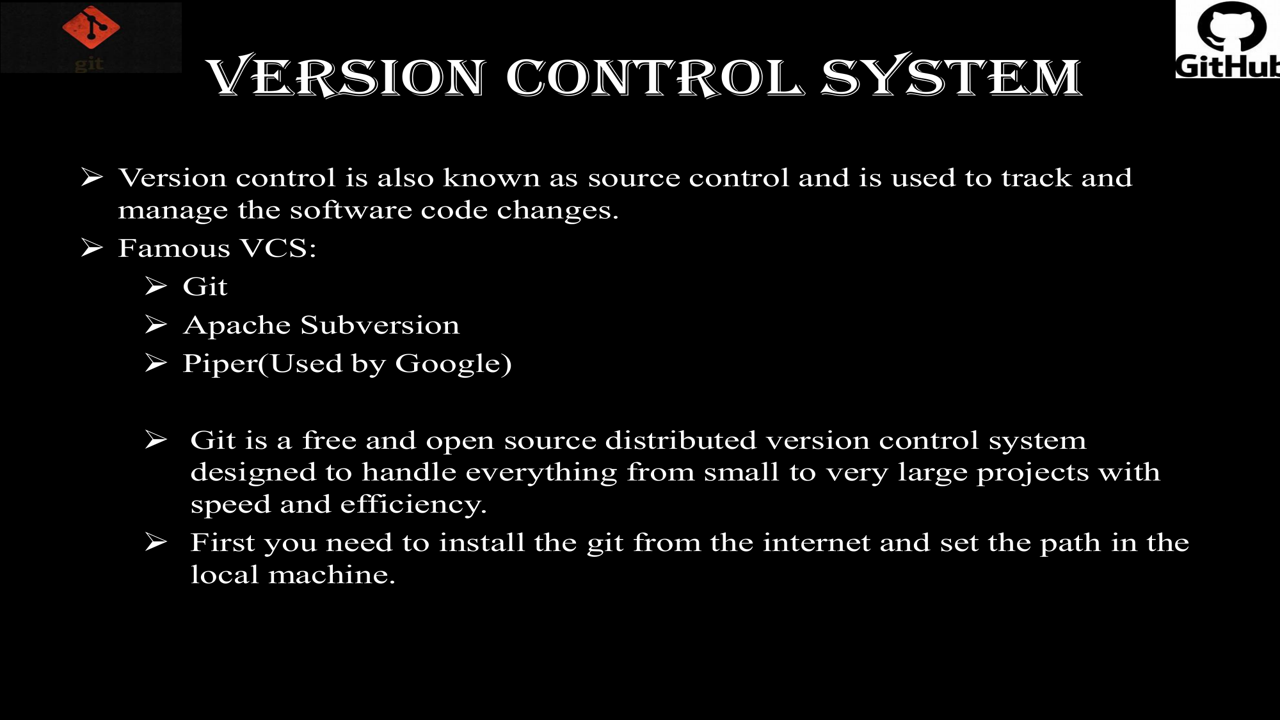 git
GitHub
VERSION CONTROL SYSTEM
➢ Version control is also known as source control and is used to track and
manage the software code changes.
➢ Famous VCS:
➢ Git
➢ Apache Subversion
➢ Piper(Used by Google)
➢ Git is a free and open source distributed version control system
designed to handle everything from small to very large projects with
speed and efficiency.
➢ First you need to install the git from the internet and set the path in the
local machine.